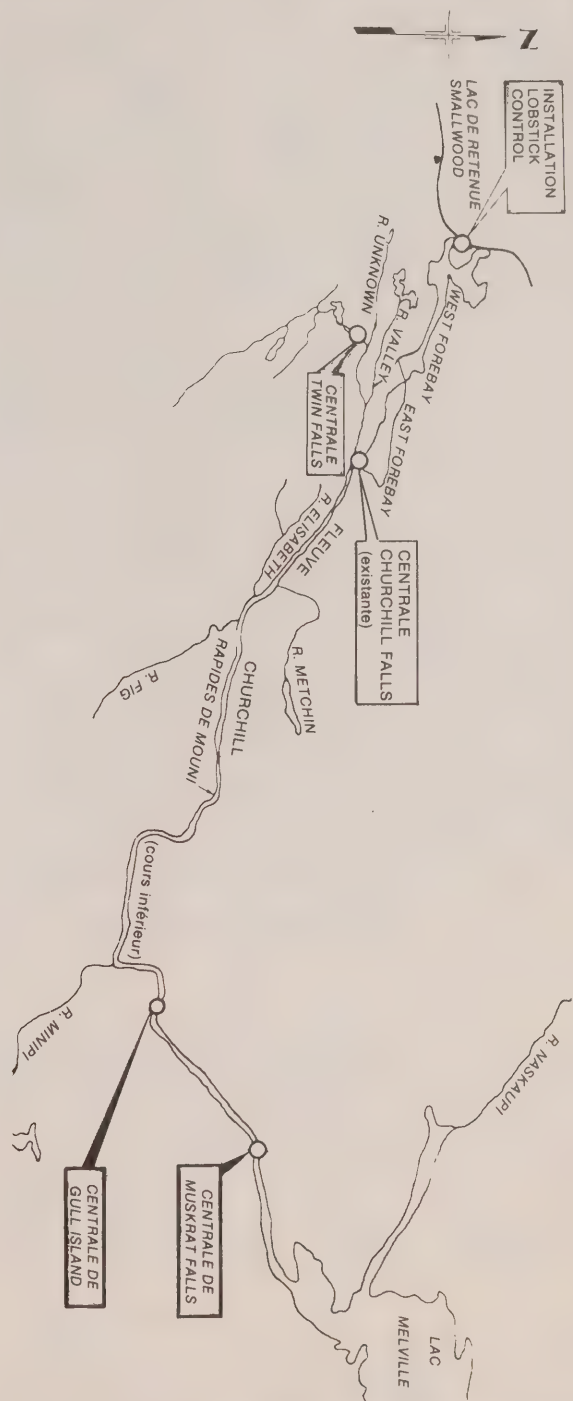 N
INSTALLATION
LOBSTICK
CONTROL
LAC DE RETENUE
SMALLWOOD
WEST FOREBAY
EAST FOREBAY
R. UNKNOWN
R. VALLEY
CENTRALE
TWIN FALLS
CENTRALE
CHURCHILL FALLS
(existante)
R. ELISABETH
FLEUVE
CHURCHILL
R. METCHIN
R. FIG
RAPIDES DE MOUNI
(cours inférieur)
R. MINIPI
R. NASKAUPI
CENTRALE DE
GULL ISLAND
CENTRALE DE
MUSKRAT FALLS
LAC
MELVILLE